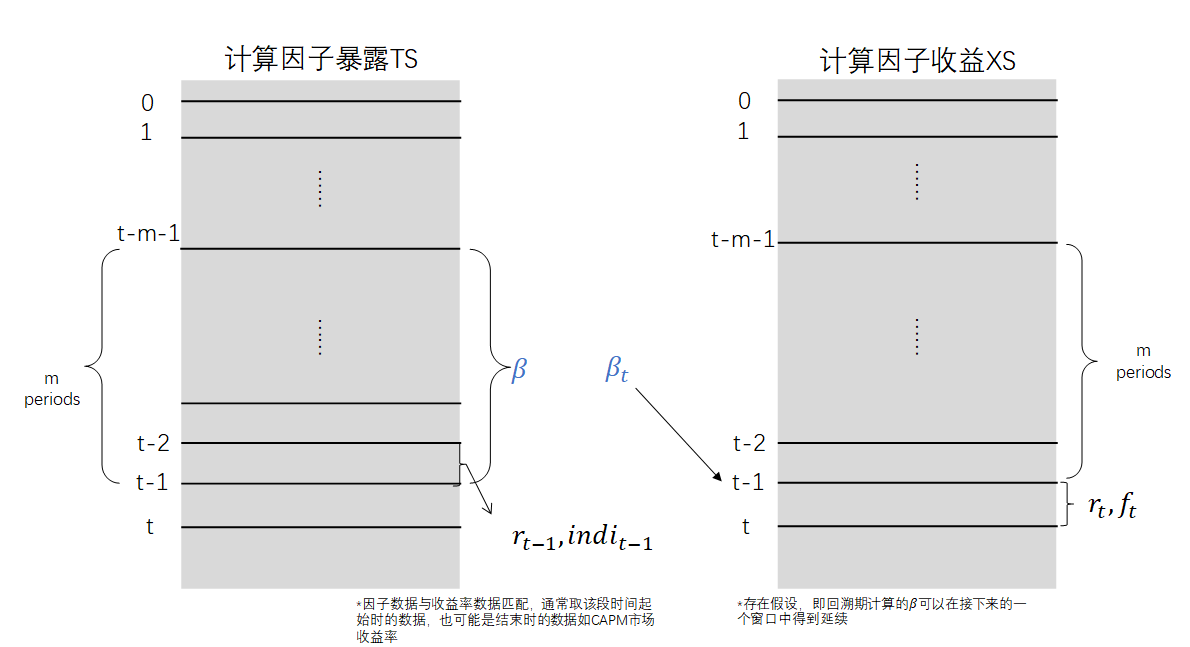 计算因子暴露TS
0
1
t-m-1
m
periods
β
t-2
t-1
t
r_{t−1},indi_{t−1}
*因子数据与收益率数据匹配，通常取该段时间起
始时的数据，也可能是结束时的数据如CAPM市场
收益率
计算因子收益XS
0
1
t-m-1
m
periods
β_t
t-2
t-1
t
r_t,f_t
*存在假设，即回溯期计算的β可以在接下来的一
个窗口中得到延续